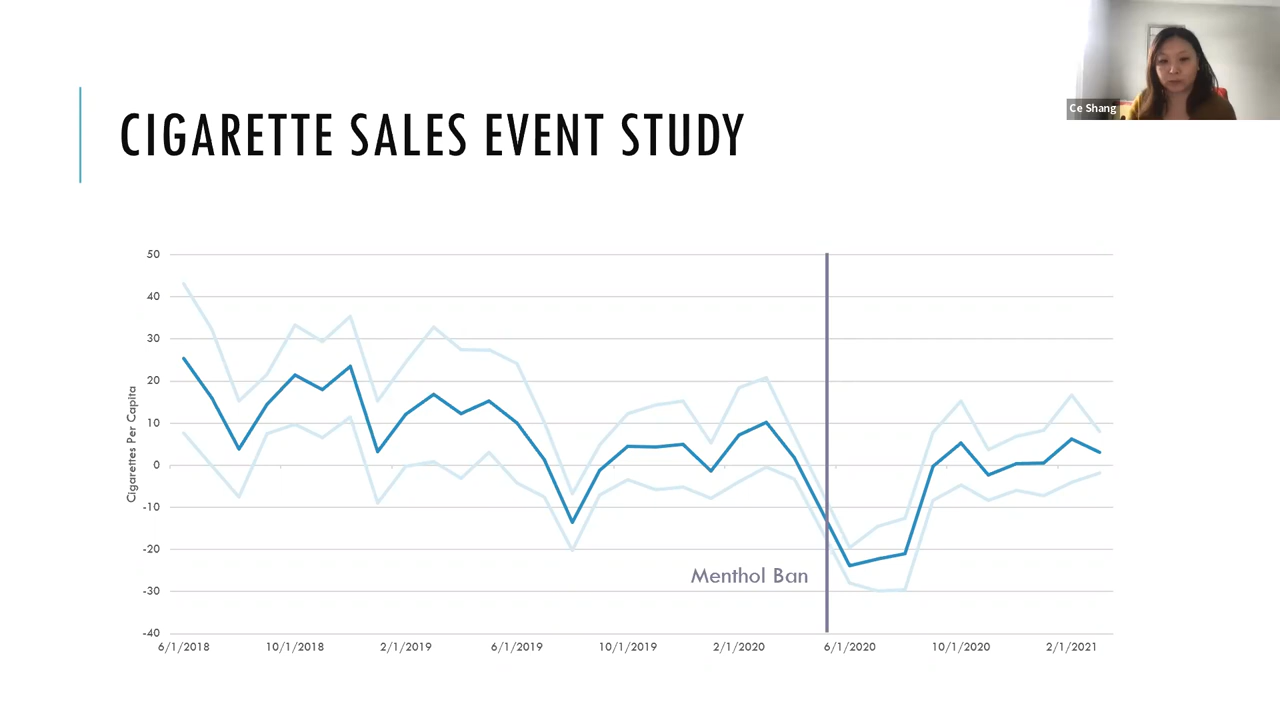 Ce Shang
CIGARETTE SALES EVENT STUDY
Cigarettes Per Capita
50
40
30
20
10
0
-10
-20
-30
-40
Menthol Ban
6/1/2018 10/1/2018 2/1/2019 6/1/2019 10/1/2019 2/1/2020 6/1/2020 10/1/2020 2/1/2021